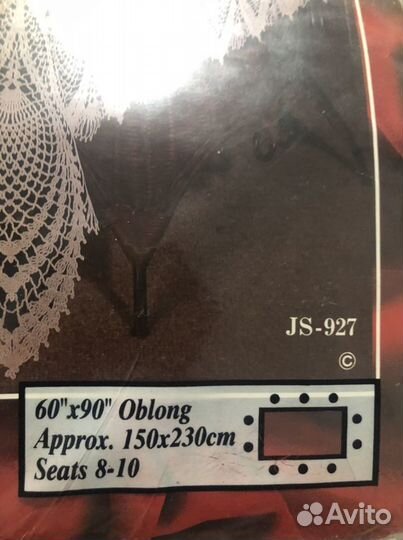 JS-927
©
60"x90" Oblong
Approx. 150x230cm
Seats 8-10
Avito